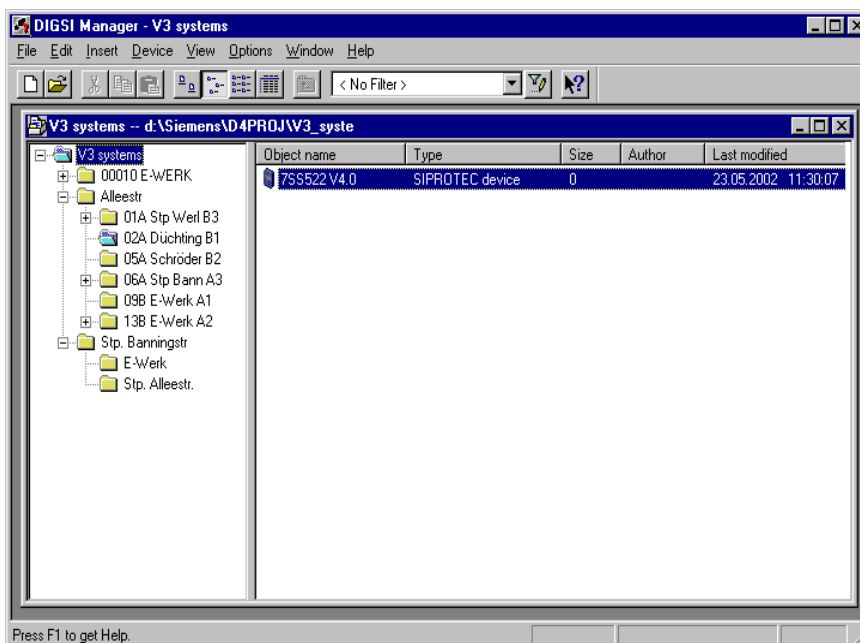 DIGSI Manager - V3 systems
File Edit Insert Device View Options Window Help
< No Filter >
V3 systems -- d:\Siemens\D4PROJ\V3_syste
V3 systems
00010 E-WERK
Alleestr
01A Stp Werl B3
02A Düchting B1
05A Schröder B2
06A Stp Bann A3
09B E-Werk A1
13B E-Werk A2
Stp. Banningstr
E-Werk
Stp. Alleestr.
Object name Type Size Author Last modified
7SS522 V4.0 SIPROTEC device 0 23.05.2002 11:30:07
Press F1 to get Help.